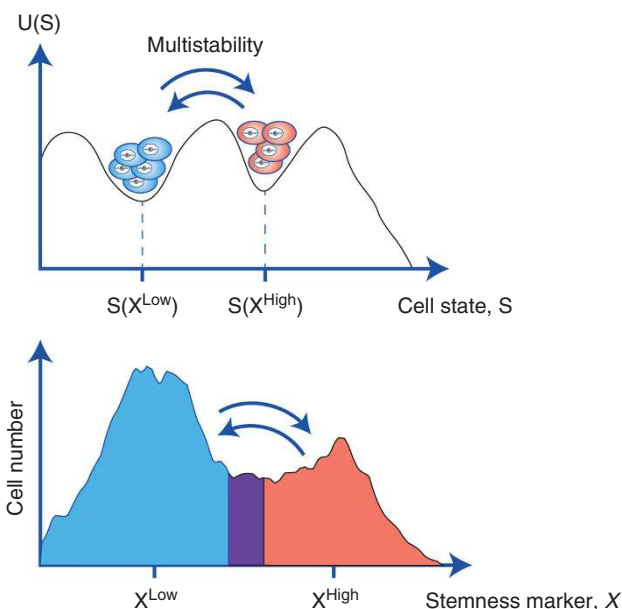 U(S)
Multistability
S(X^Low) S(X^High) Cell state, S
Cell number
X^Low X^High Stemness marker, X